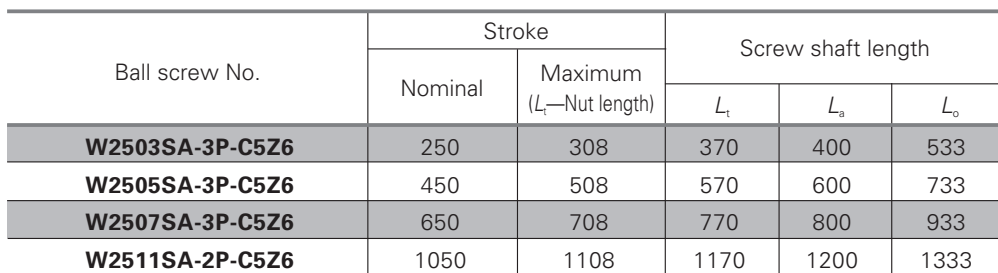 Ball screw No. Stroke Screw shaft length
Nominal Maximum (Lt—Nut length) Lt La Lo
W2503SA-3P-C5Z6 250 308 370 400 533
W2505SA-3P-C5Z6 450 508 570 600 733
W2507SA-3P-C5Z6 650 708 770 800 933
W2511SA-2P-C5Z6 1050 1108 1170 1200 1333